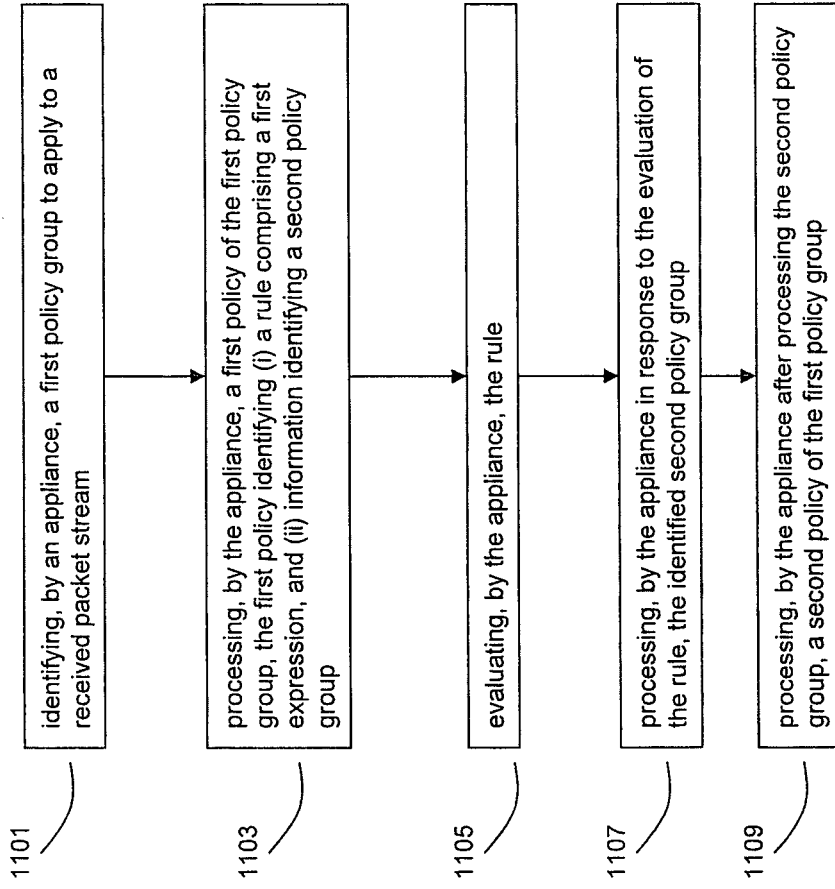 1101
identifying, by an appliance, a first policy group to apply to a
received packet stream
1103
processing, by the appliance, a first policy of the first policy
group, the first policy identifying (i) a rule comprising a first
expression, and (ii) information identifying a second policy
group
1105
evaluating, by the appliance, the rule
1107
processing, by the appliance in response to the evaluation of
the rule, the identified second policy group
1109
processing, by the appliance after processing the second policy
group, a second policy of the first policy group